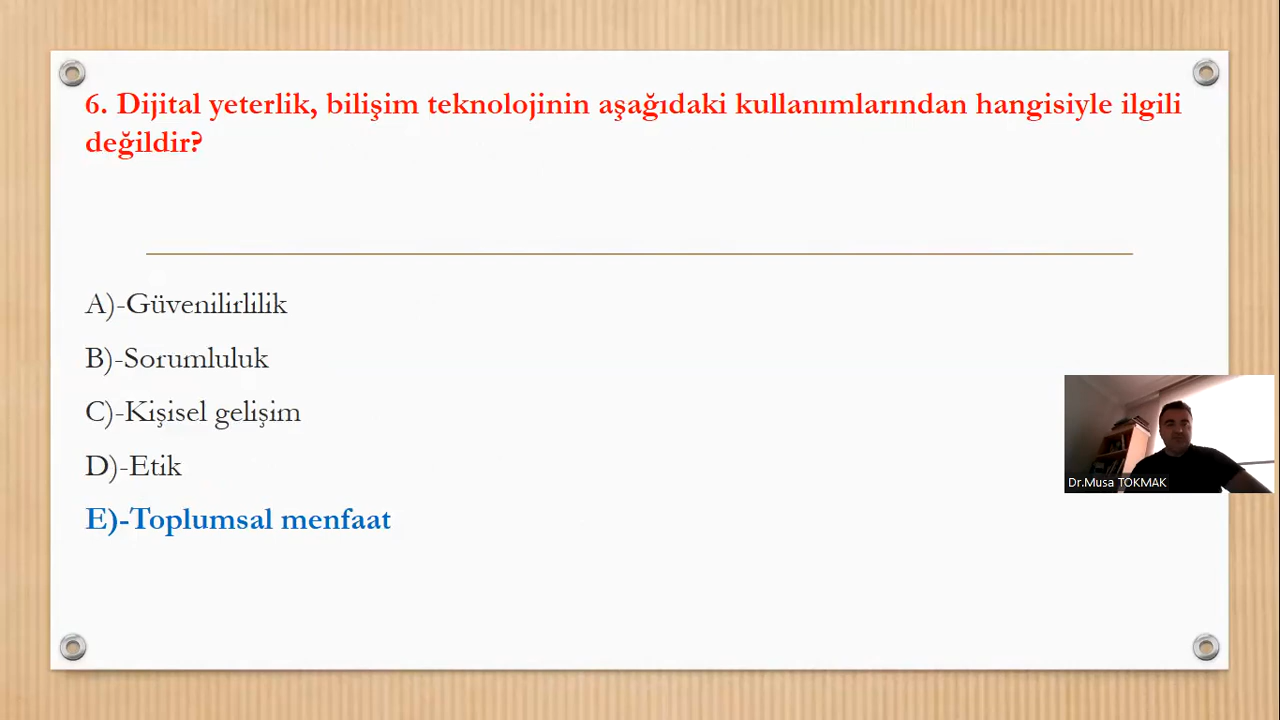 6. Dijital yeterlik, bilişim teknolojinin aşağıdaki kullanımlarından hangisiyle ilgili
değildir?
A)-Güvenilirlilik
B)-Sorumluluk
C)-Kişisel gelişim
D)-Etik
E)-Toplumsal menfaat
Dr.Musa TOKMAK